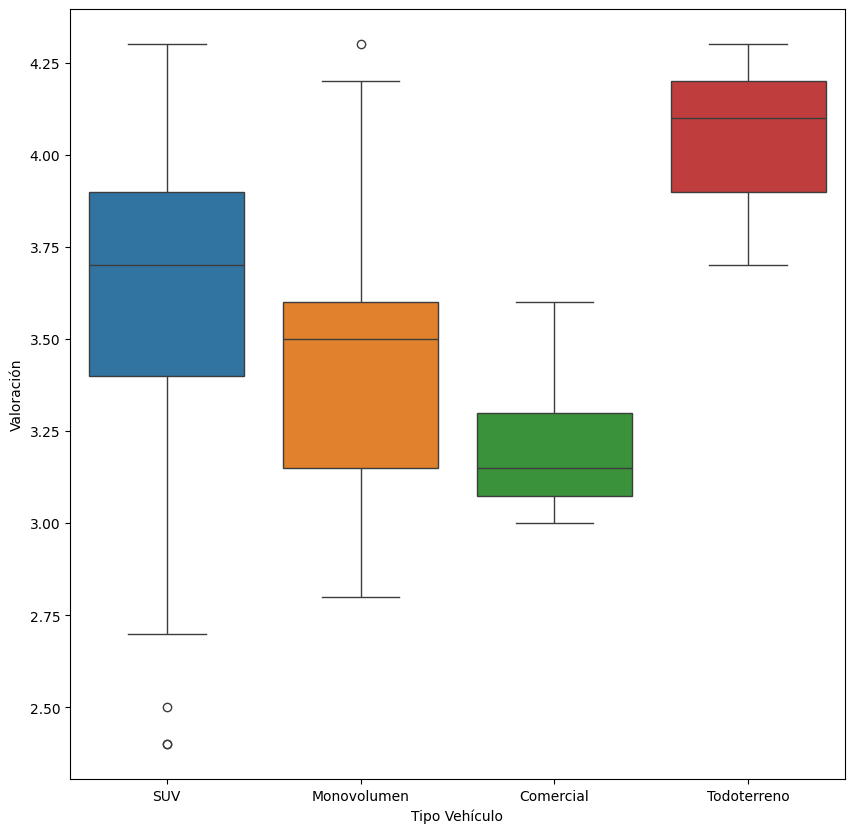 Valoración
4.25
4.00
3.75
3.50
3.25
3.00
2.75
2.50
SUV
Monovolumen
Comercial
Todoterreno
Tipo Vehículo